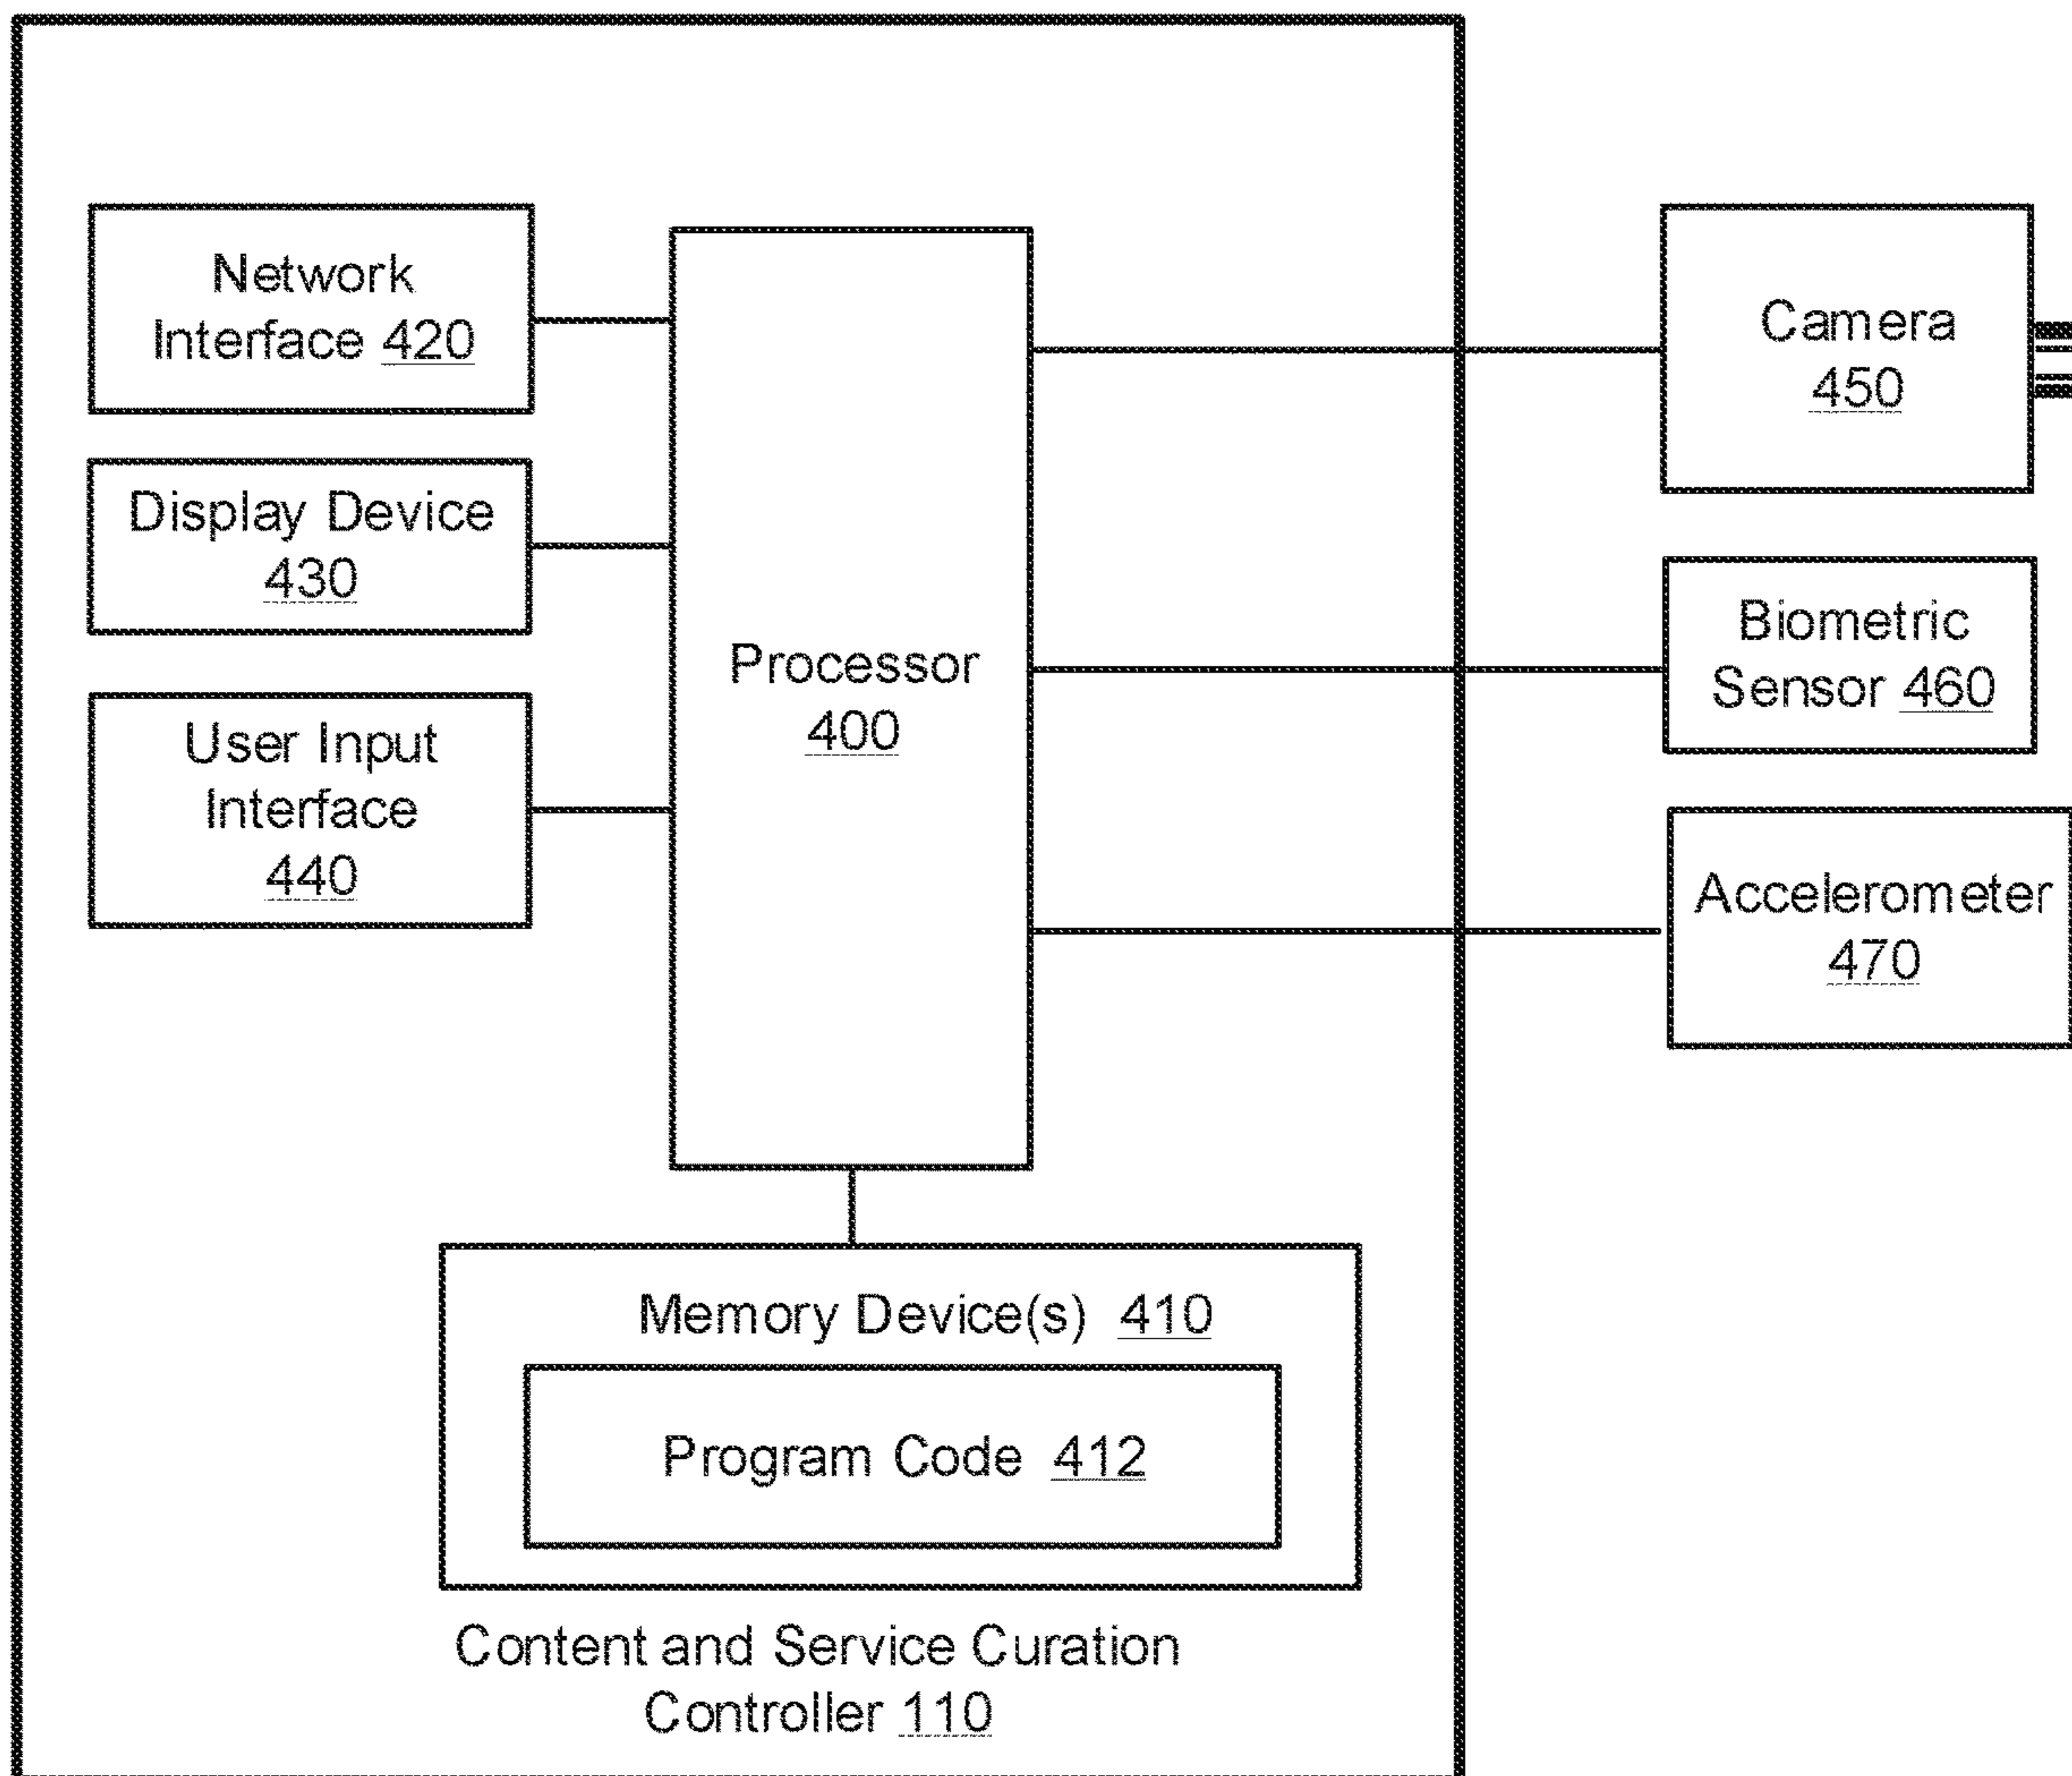 Network
Interface 420
Display Device
430
User Input
Interface
440
Processor
400
Camera
450
Biometric
Sensor 460
Accelerometer
470
Memory Device(s) 410
Program Code 412
Content and Service Curation
Controller 110